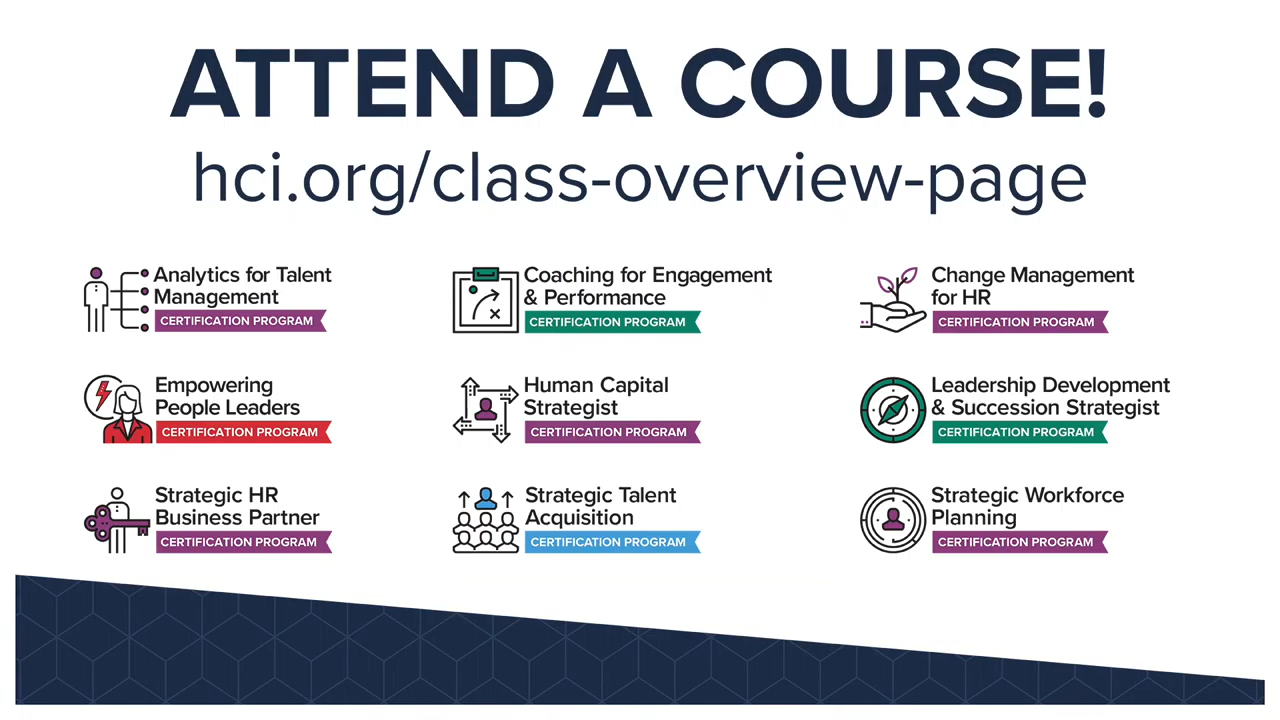 ATTEND A COURSE!
hci.org/class-overview-page
Analytics for Talent
Management
CERTIFICATION PROGRAM
Coaching for Engagement
& Performance
CERTIFICATION PROGRAM
Change Management
for HR
CERTIFICATION PROGRAM
Empowering
People Leaders
CERTIFICATION PROGRAM
Human Capital
Strategist
CERTIFICATION PROGRAM
Leadership Development
& Succession Strategist
CERTIFICATION PROGRAM
Strategic HR
Business Partner
CERTIFICATION PROGRAM
Strategic Talent
Acquisition
CERTIFICATION PROGRAM
Strategic Workforce
Planning
CERTIFICATION PROGRAM